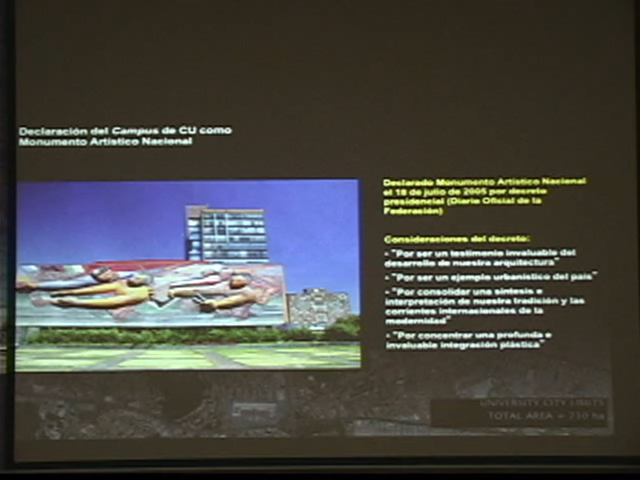 Declaración del Campus de CU como
Monumento Artístico Nacional
Declarado Monumento Artístico Nacional
el 18 de julio de 2005 por decreto
presidencial (Diario Oficial de la
Federación)
Consideraciones del decreto:
- "Por ser un testimonio invaluable del
desarrollo de nuestra arquitectura"
- "Por ser un ejemplo urbanístico del país"
- "Por consolidar una síntesis e
interpretación de nuestra tradición y las
corrientes internacionales de la
modernidad"
- "Por concentrar una profunda e
invaluable integración plástica"
UNIVERSITY CITY LIMITS
TOTAL AREA = 730 ha